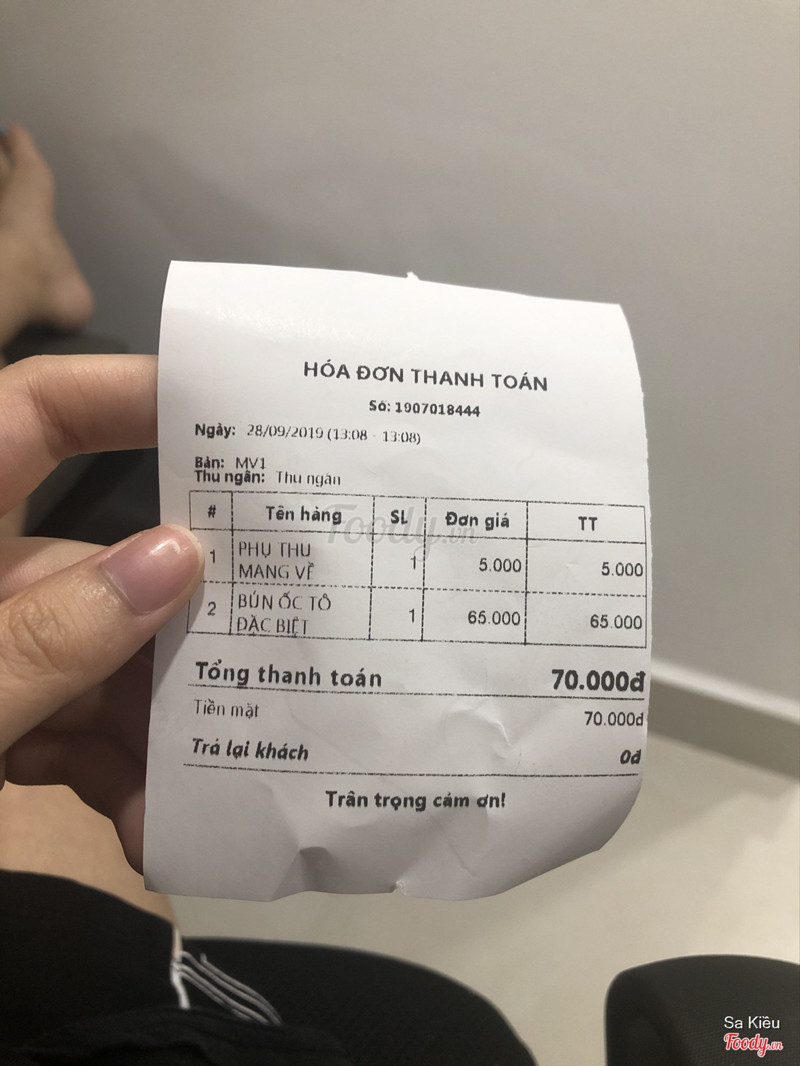 HÓA ĐƠN THANH TOÁN
Số: 1907018444
Ngày: 28/09/2019 (13:08 - 13:08)
Bàn: MV1
Thu ngân: Thu ngân
# Tên hàng SL Đơn giá TT
1 PHỤ THU MANG VỀ 1 5.000 5.000
2 BÚN ỐC TÔ ĐẶC BIỆT 1 65.000 65.000
Tổng thanh toán 70.000đ
Tiền mặt 70.000đ
Trả lại khách 0đ
Trân trọng cảm ơn!
Foody.vn
Sa Kiều
Foody.vn